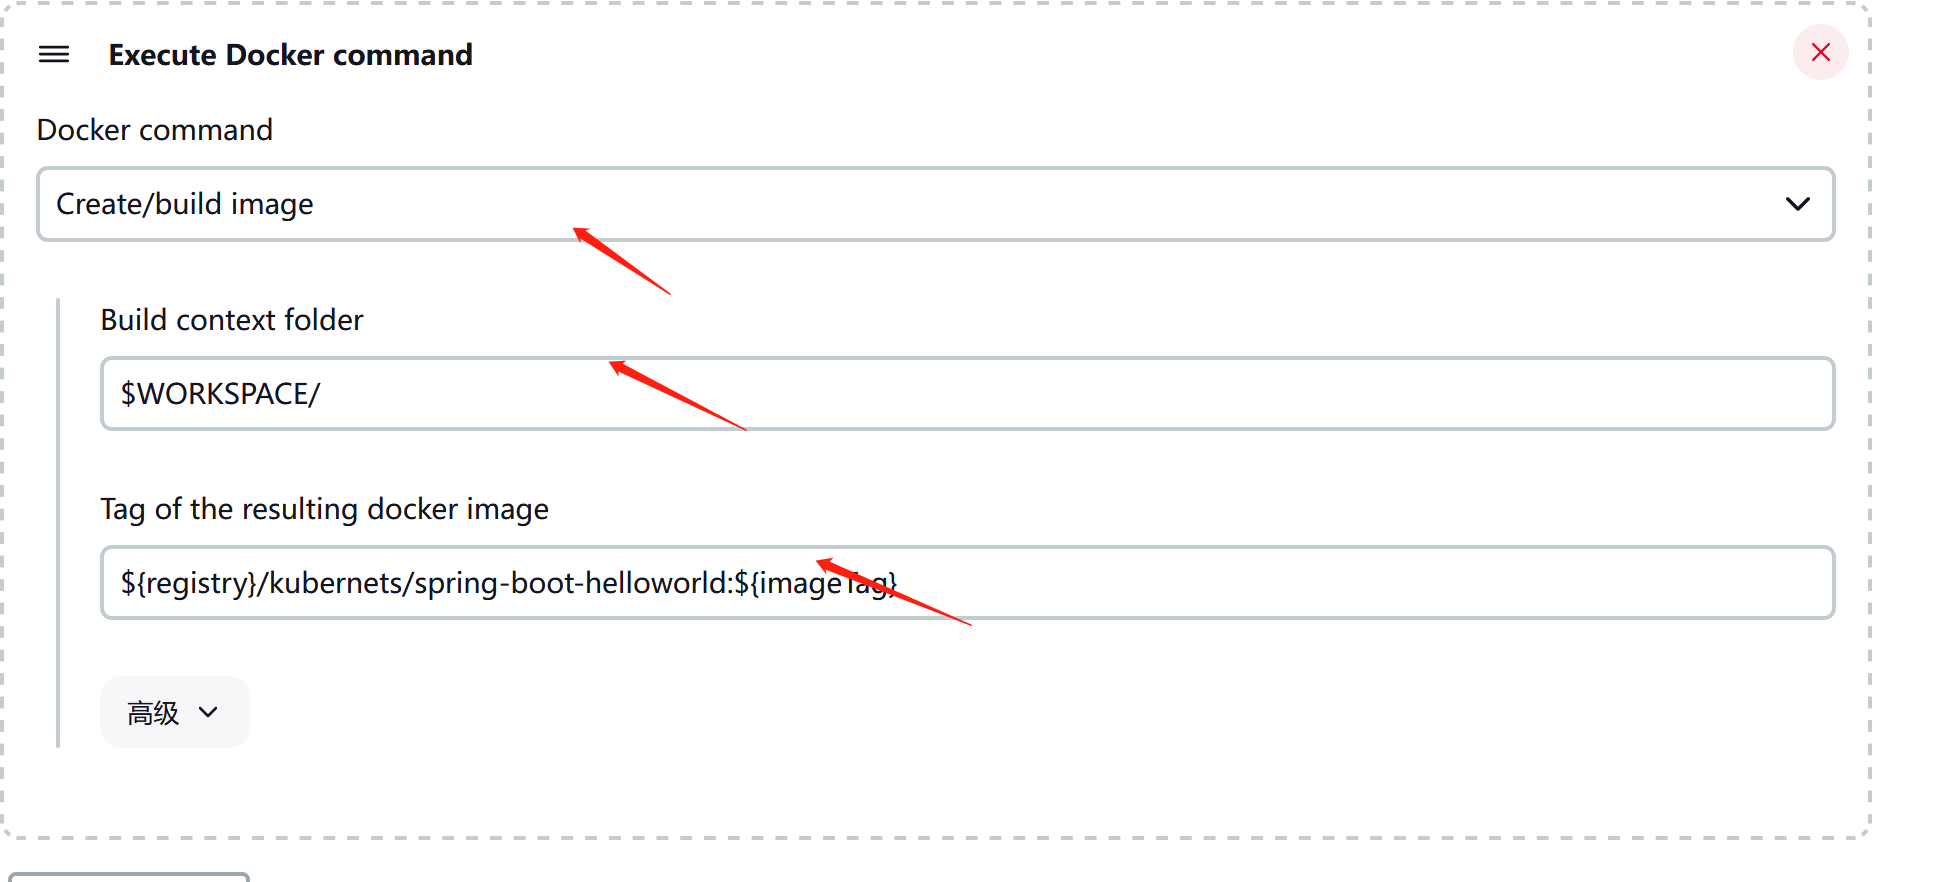 Execute Docker command
Docker command
Create/build image
Build context folder
$WORKSPACE/
Tag of the resulting docker image
${registry}/kubernets/spring-boot-helloworld:${imageTag}
高级